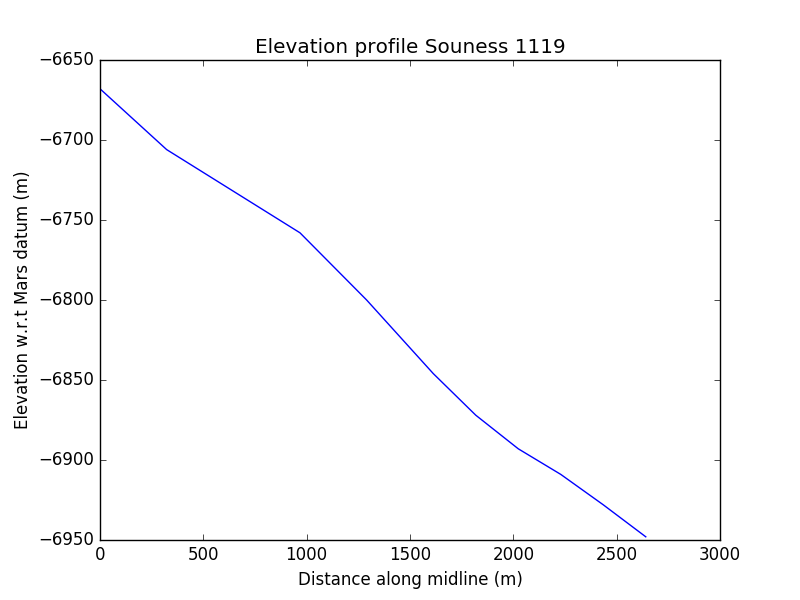 Elevation profile Souness 1119
Elevation w.r.t Mars datum (m)
−6650
−6700
−6750
−6800
−6850
−6900
−6950
0 500 1000 1500 2000 2500 3000
Distance along midline (m)